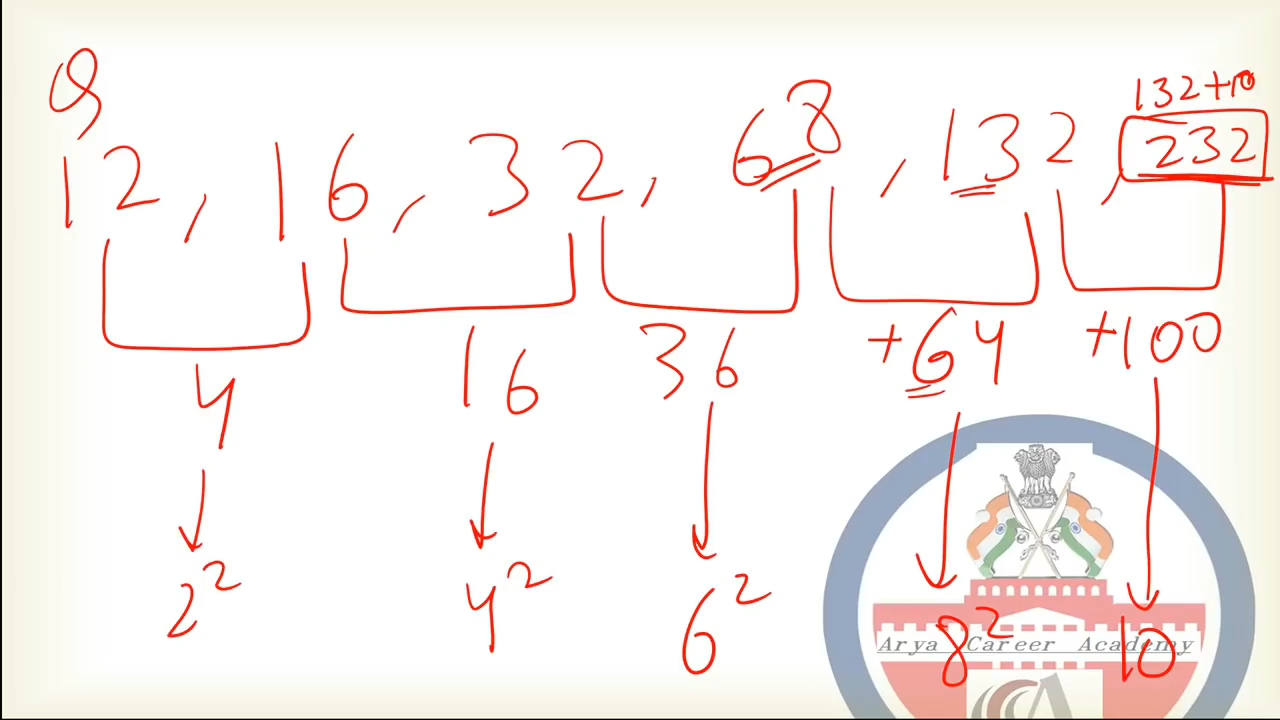 Q
132+10
12, 16, 32, 68, 132, 232
4 16 36 +64 +100
2² 4² 6² 8² 10
Arya Career Academy